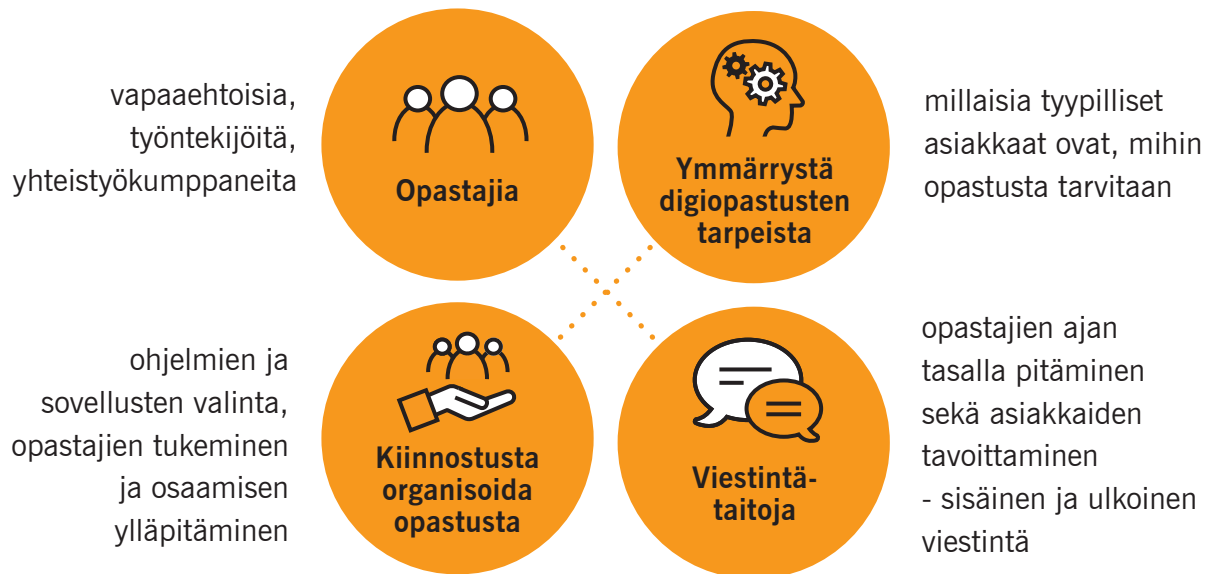 vapaaehtoisia,
työntekijöitä,
yhteistyökumppaneita
Opastajia
Ymmärrystä
digiopastusten
tarpeista
millaisia tyypilliset
asiakkaat ovat, mihin
opastusta tarvitaan
ohjelmien ja
sovellusten valinta,
opastajien tukeminen
ja osaamisen
ylläpitäminen
Kiinnostusta
organisoida
opastusta
Viestintä-
taitoja
opastajien ajan
tasalla pitäminen
sekä asiakkaiden
tavoittaminen
- sisäinen ja ulkoinen
viestintä